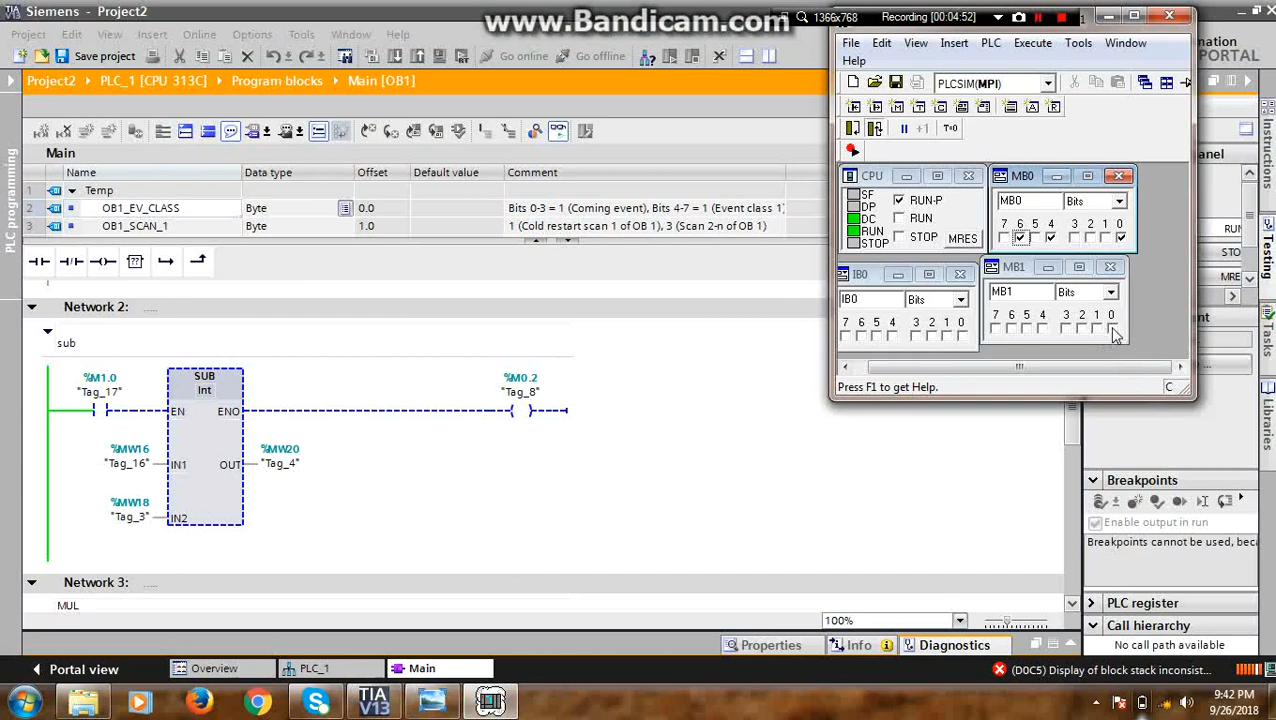 Siemens - Project2
www.Bandicam.com
1366x768
Recording [00:04:52]
Project
Edit
View
Insert
Online
Options
Tools
Window
Help
Save project
Go online
Go offline
PORTAL
Project2
PLC_1 [CPU 313C]
Program blocks
Main [OB1]
PLC programming
Main
Name
Data type
Offset
Default value
Comment
1
Temp
2
OB1_EV_CLASS
Byte
0.0
Bits 0-3 = 1 (Coming event), Bits 4-7 = 1 (Event class 1)
3
OB1_SCAN_1
Byte
1.0
1 (Cold restart scan 1 of OB 1), 3 (Scan 2-n of OB 1)
??
Network 2: .....
sub
%M1.0
"Tag_17"
SUB
Int
%M0.2
"Tag_8"
EN
ENO
%MW16
"Tag_16"
IN1
OUT
%MW20
"Tag_4"
%MW18
"Tag_3"
IN2
Network 3: .....
MUL
100%
Properties
Info
Diagnostics
File
Edit
View
Insert
PLC
Execute
Tools
Window
Help
PLCSIM(MPI)
T=0
CPU
SF
DP
DC
RUN
STOP
RUN-P
RUN
STOP
MRES
MB0
MB0
Bits
7 6 5 4 3 2 1 0
IB0
IB0
Bits
7 6 5 4 3 2 1 0
MB1
MB1
Bits
7 6 5 4 3 2 1 0
Press F1 to get Help.
C
Instructions
Testing
Tasks
Libraries
Breakpoints
Enable output in run
Breakpoints cannot be used, beca
PLC register
Call hierarchy
No call path available
Portal view
Overview
PLC_1
Main
(D0C5) Display of block stack inconsist...
TIA
V13
9:42 PM
9/26/2018